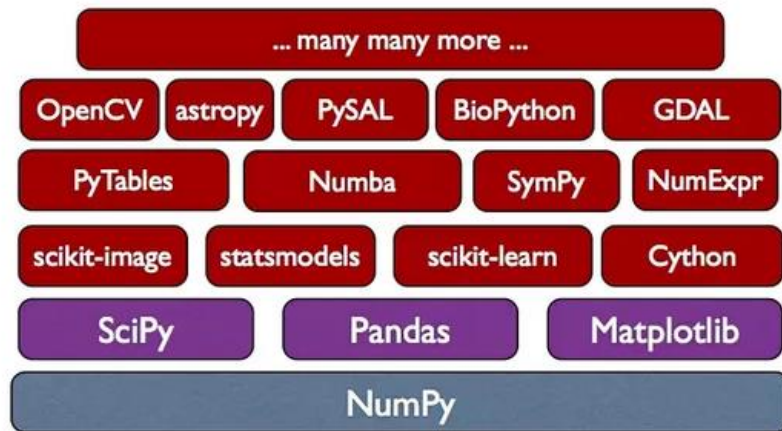 ... many many more ...
OpenCV astropy PySAL BioPython GDAL
PyTables Numba SymPy NumExpr
scikit-image statsmodels scikit-learn Cython
SciPy Pandas Matplotlib
NumPy